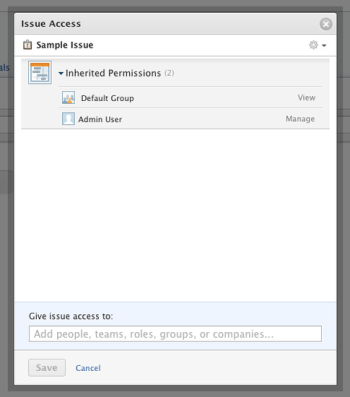 Issue Access
Sample Issue
als
Inherited Permissions (2)
Default Group View
Admin User Manage
Give issue access to:
Add people, teams, roles, groups, or companies...
Save Cancel